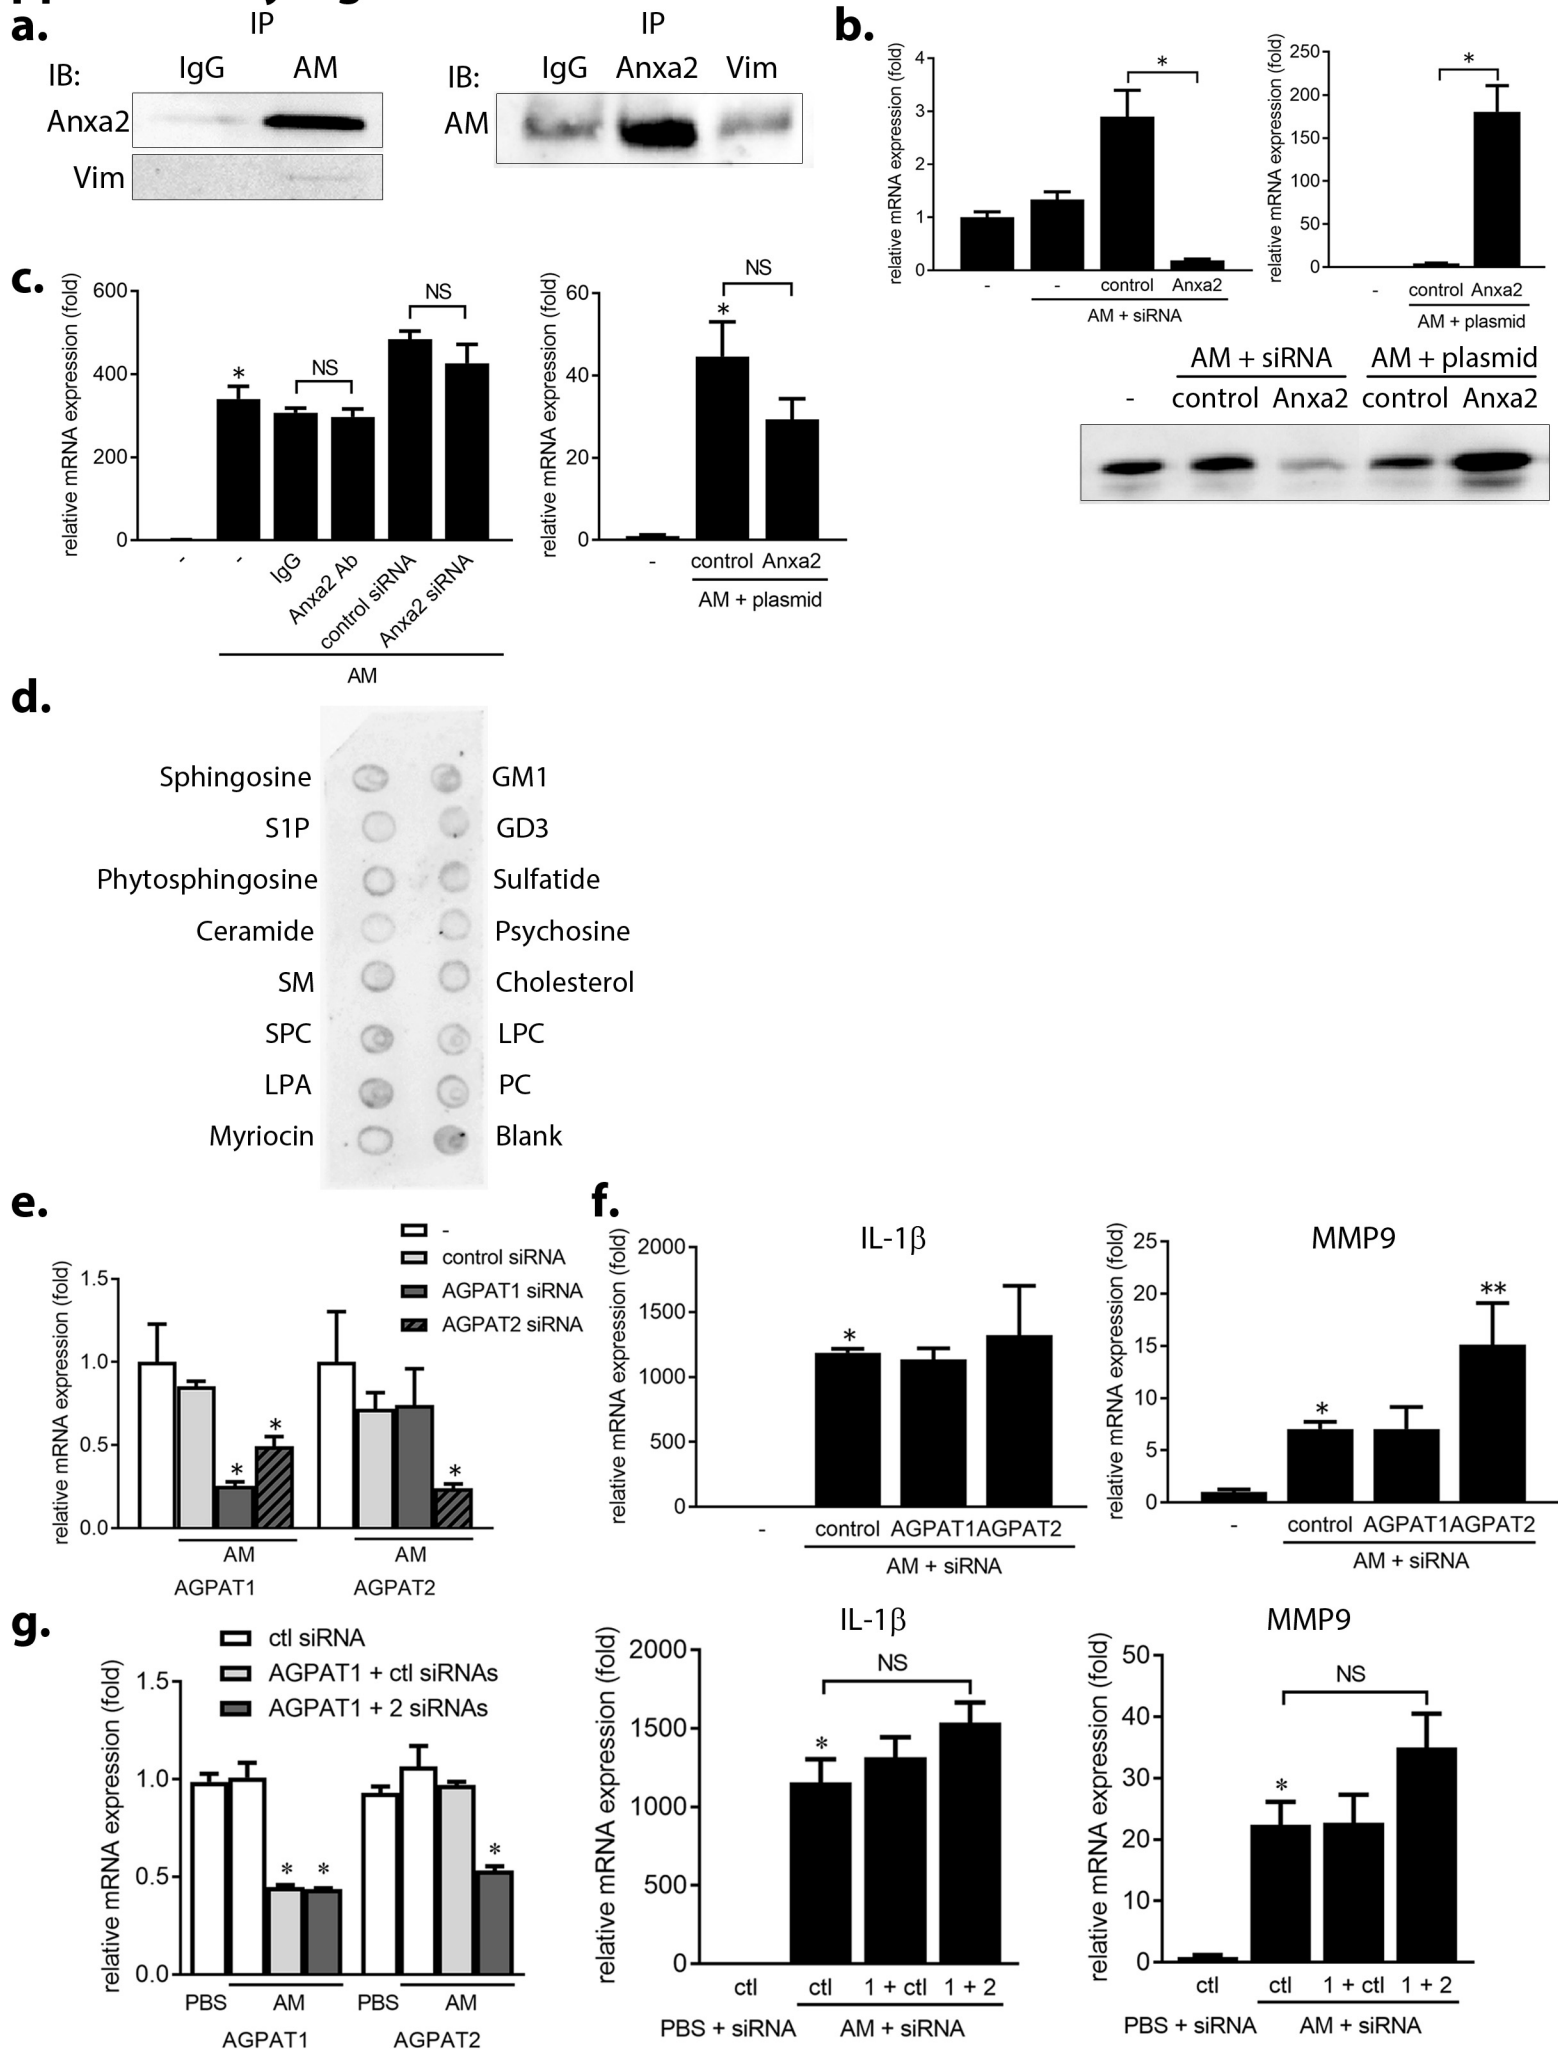 a.
IP
IB:
IgG
AM
Anxa2
Vim
IP
IB:
IgG
Anxa2
Vim
AM
b.
relative mRNA expression (fold)
4
3
2
1
0
*
-
-
control
Anxa2
AM + siRNA
relative mRNA expression (fold)
250
200
150
100
50
0
*
-
control
Anxa2
AM + plasmid
AM + siRNA
AM + plasmid
-
control
Anxa2
control
Anxa2
c.
relative mRNA expression (fold)
600
400
200
0
*
NS
NS
-
-
IgG
Anxa2 Ab
control siRNA
Anxa2 siRNA
AM
relative mRNA expression (fold)
60
40
20
0
*
NS
-
control
Anxa2
AM + plasmid
d.
Sphingosine
GM1
S1P
GD3
Phytosphingosine
Sulfatide
Ceramide
Psychosine
SM
Cholesterol
SPC
LPC
LPA
PC
Myriocin
Blank
e.
-
control siRNA
AGPAT1 siRNA
AGPAT2 siRNA
relative mRNA expression (fold)
1.5
1.0
0.5
0.0
*
*
*
AM
AM
AGPAT1
AGPAT2
f.
IL-1β
relative mRNA expression (fold)
2000
1500
1000
500
0
*
-
control
AGPAT1
AGPAT2
AM + siRNA
MMP9
relative mRNA expression (fold)
25
20
15
10
5
0
*
**
-
control
AGPAT1
AGPAT2
AM + siRNA
g.
ctl siRNA
AGPAT1 + ctl siRNAs
AGPAT1 + 2 siRNAs
relative mRNA expression (fold)
1.5
1.0
0.5
0.0
*
*
*
PBS
AM
PBS
AM
AGPAT1
AGPAT2
IL-1β
relative mRNA expression (fold)
2000
1500
1000
500
0
*
NS
ctl
ctl
1 + ctl
1 + 2
PBS + siRNA
AM + siRNA
MMP9
relative mRNA expression (fold)
50
40
30
20
10
0
*
NS
ctl
ctl
1 + ctl
1 + 2
PBS + siRNA
AM + siRNA